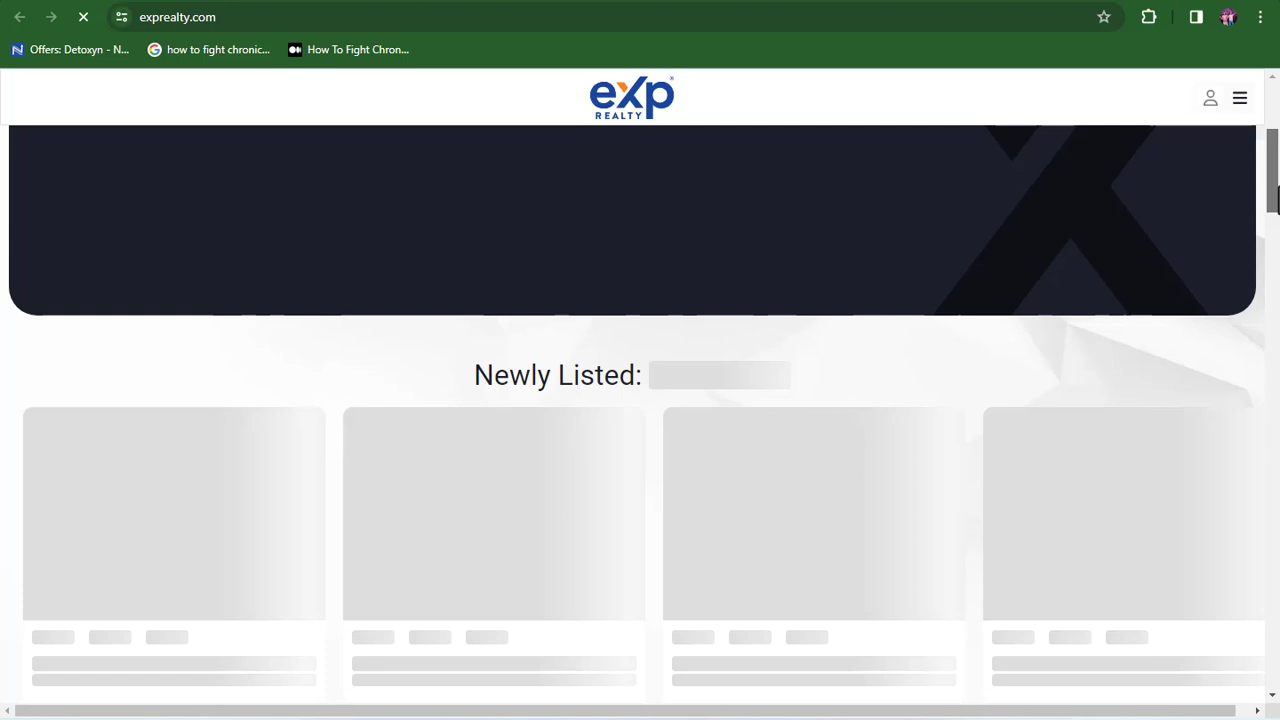 exprealty.com
Offers: Detoxyn - N...
how to fight chronic...
How To Fight Chron...
eXp
REALTY
Newly Listed: